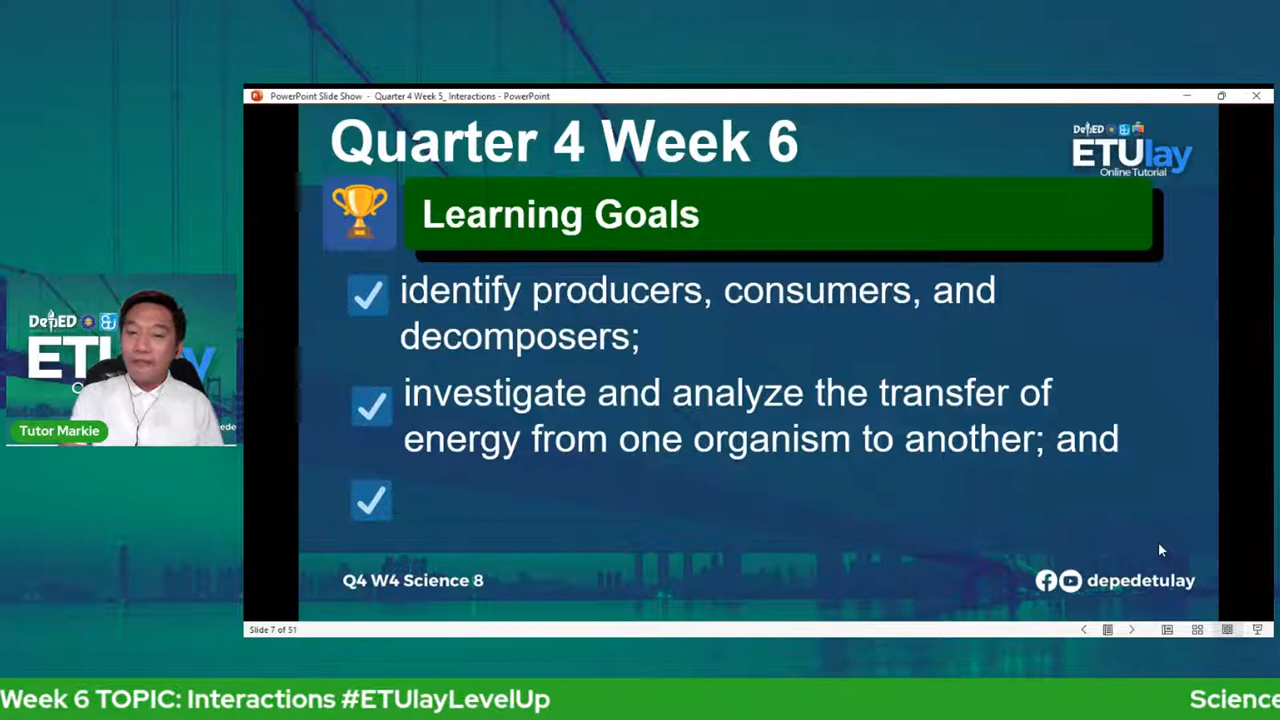 PowerPoint Slide Show - Quarter 4 Week 5_ Interactions - PowerPoint
Quarter 4 Week 6
DepED
ETUlay
Online Tutorial
Learning Goals
identify producers, consumers, and
decomposers;
investigate and analyze the transfer of
energy from one organism to another; and
DepED
ETU
Tutor Markie
Q4 W4 Science 8
depedetulay
Slide 7 of 51
Week 6 TOPIC: Interactions #ETUlayLevelUp
Science